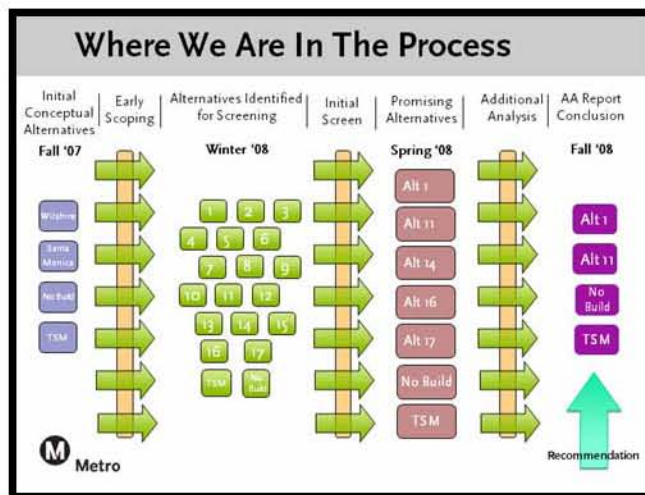 Where We Are In The Process
Initial
Conceptual
Alternatives
Early
Scoping
Alternatives Identified
for Screening
Initial
Screen
Promising
Alternatives
Additional
Analysis
AA Report
Conclusion
Fall '07
Winter '08
Spring '08
Fall '08
Wilshire
Santa
Monica
No Build
TSM
1 2 3
4 5 6
7 8 9
10 11 12
13 14 15
16 17
TSM No
Build
Alt 1
Alt 11
Alt 14
Alt 16
Alt 17
No Build
TSM
Alt 1
Alt 11
No
Build
TSM
Recommendation
M Metro